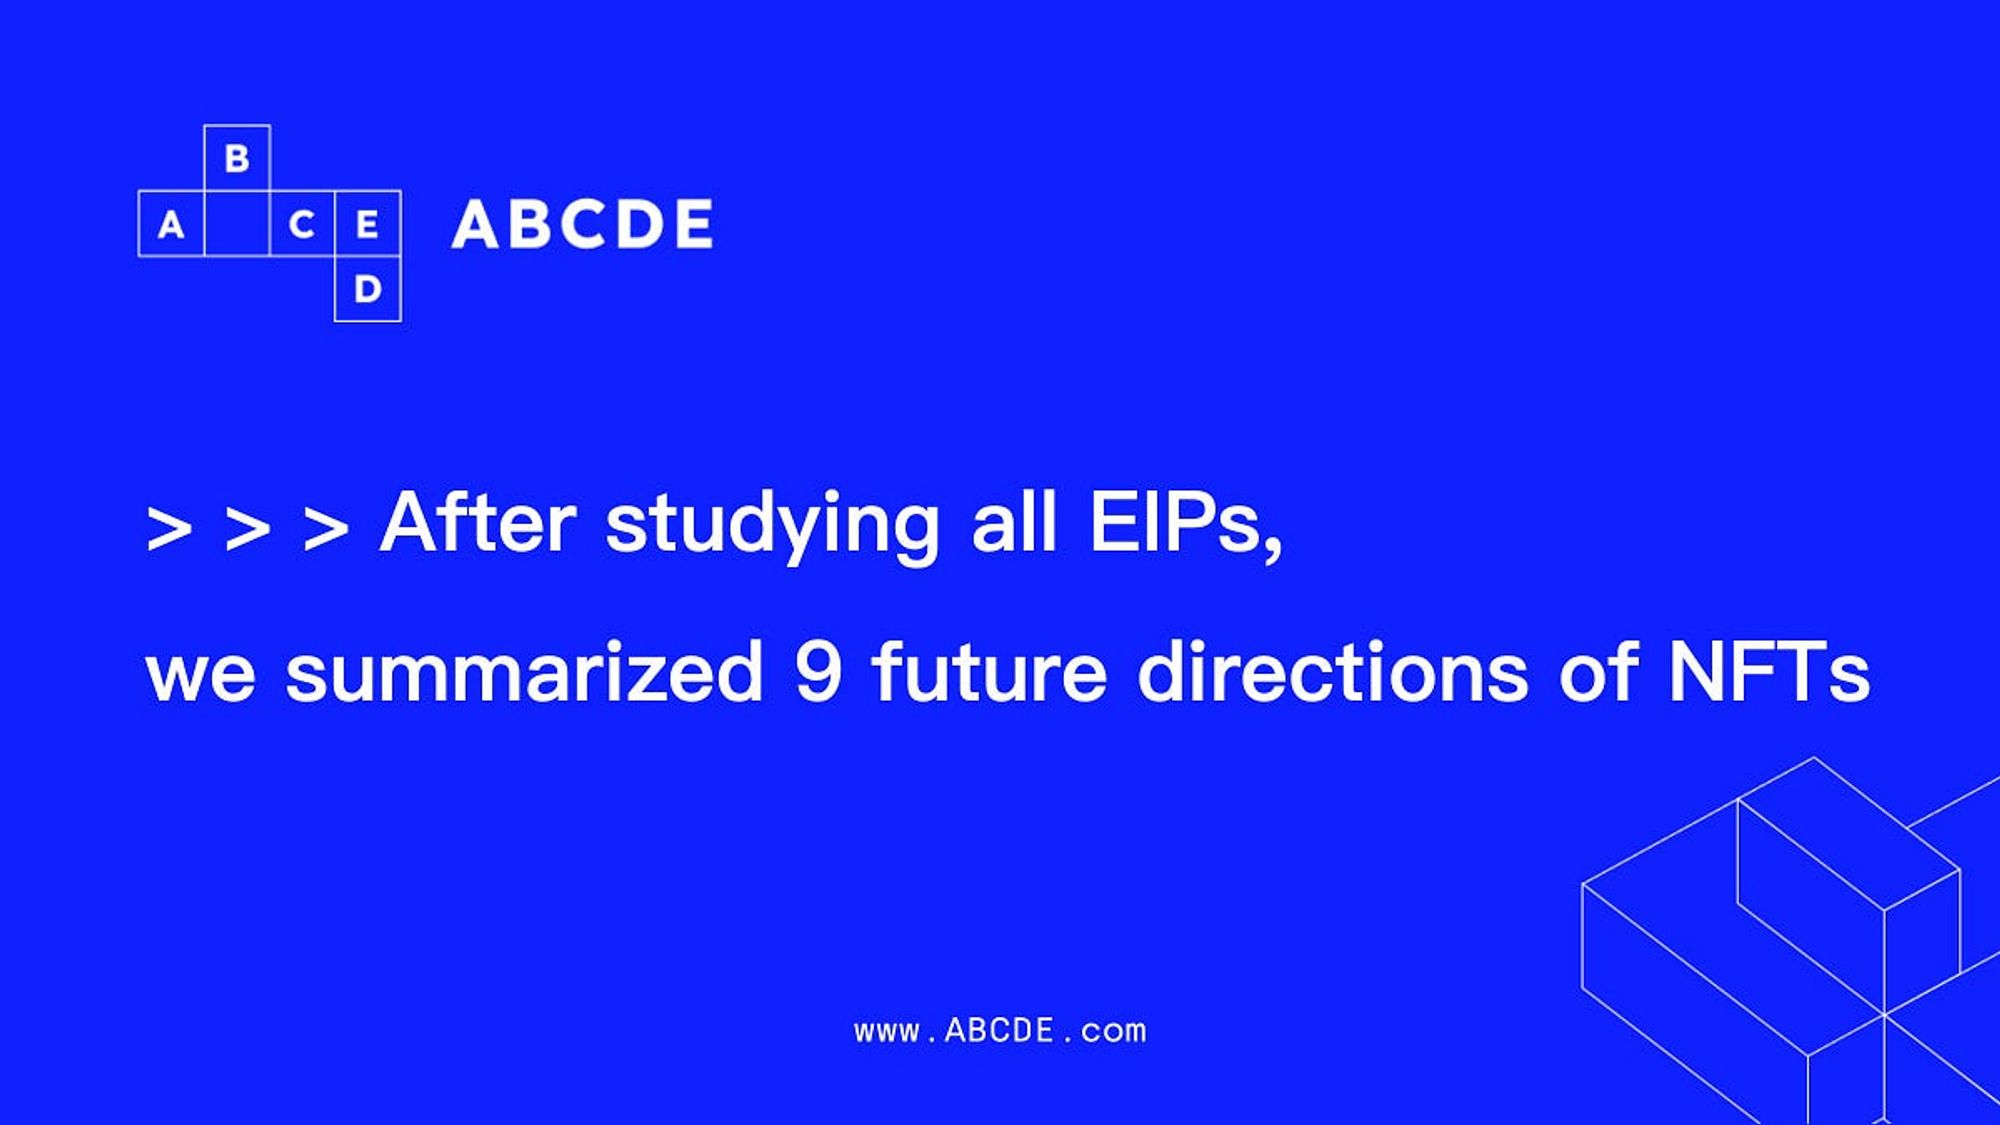 B
A C E
D
ABCDE
> > > After studying all EIPs,
we summarized 9 future directions of NFTs
www.ABCDE.com